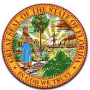 GREAT SEAL OF THE STATE OF FLORIDA
IN GOD WE TRUST